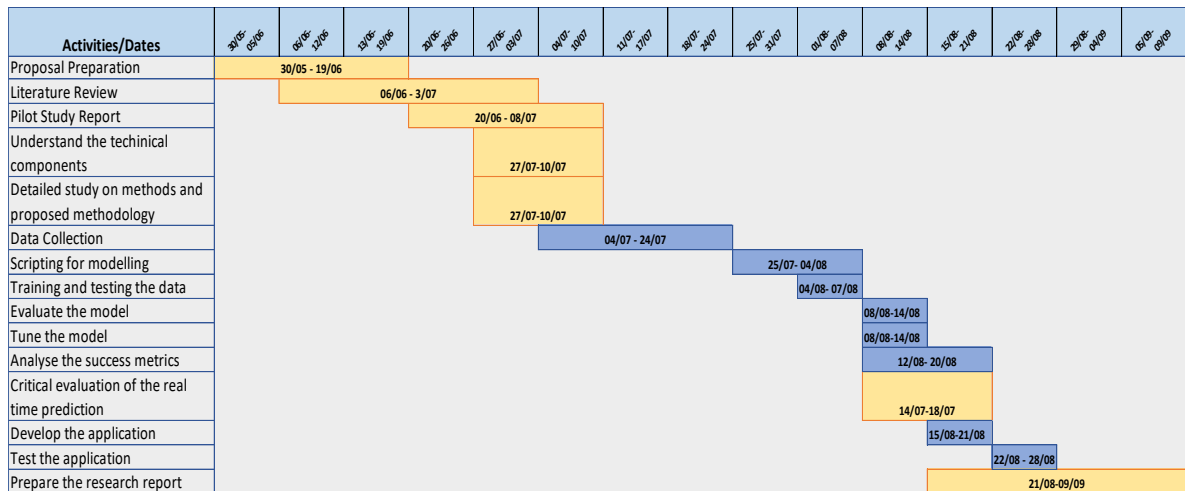 Activities/Dates 30/05- 05/06 06/06- 12/06 13/06- 19/06 20/06- 26/06 27/06- 03/07 04/07- 10/07 11/07- 17/07 18/07- 24/07 25/07- 31/07 01/08- 07/08 08/08- 14/08 15/08- 21/08 22/08- 28/08 29/08- 04/09 05/09- 09/09
Proposal Preparation 30/05 - 19/06
Literature Review 06/06 - 3/07
Pilot Study Report 20/06 - 08/07
Understand the techinical
components 27/07-10/07
Detailed study on methods and
proposed methodology 27/07-10/07
Data Collection 04/07 - 24/07
Scripting for modelling 25/07- 04/08
Training and testing the data 04/08- 07/08
Evaluate the model 08/08-14/08
Tune the model 08/08-14/08
Analyse the success metrics 12/08- 20/08
Critical evaluation of the real
time prediction 14/07-18/07
Develop the application 15/08-21/08
Test the application 22/08 - 28/08
Prepare the research report 21/08-09/09